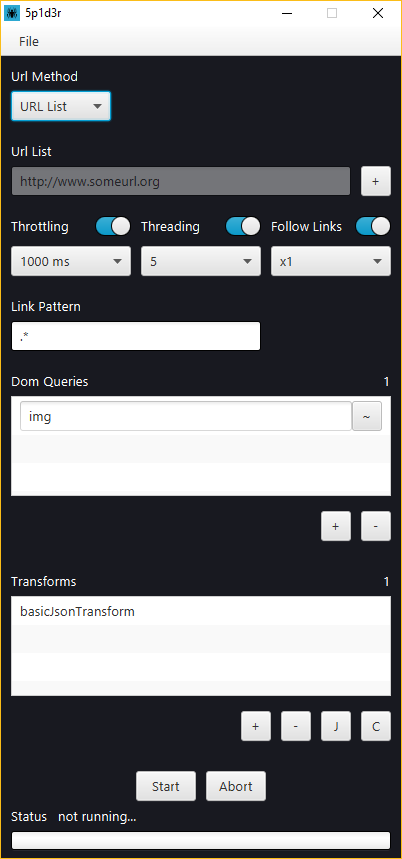 5p1d3r
File
Url Method
URL List
Url List
http://www.someurl.org +
Throttling Threading Follow Links
1000 ms 5 x1
Link Pattern
.*
Dom Queries 1
img ~
+ -
Transforms 1
basicJsonTransform
+ - J C
Start Abort
Status not running...